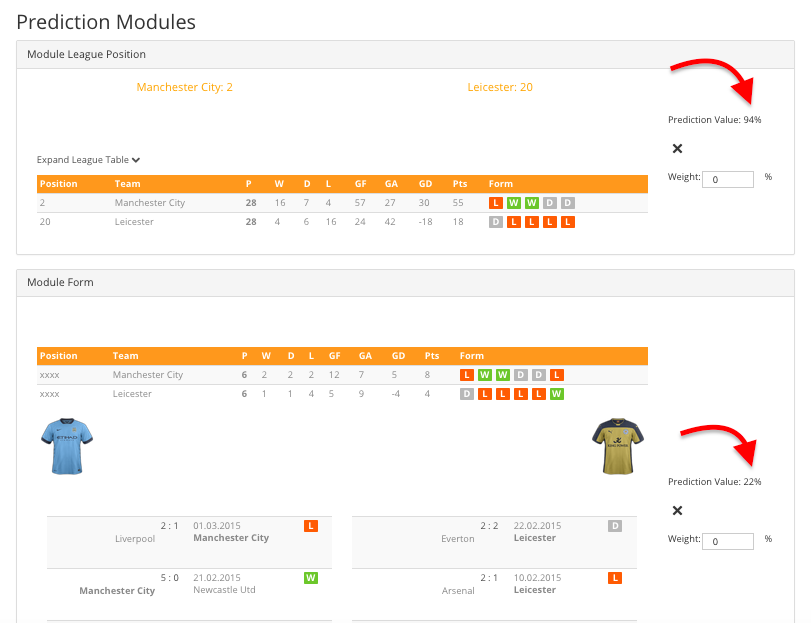 Prediction Modules
Module League Position
Manchester City: 2 Leicester: 20
Prediction Value: 94%
Expand League Table
Weight: 0 %
Position Team P W D L GF GA GD Pts Form
2 Manchester City 28 16 7 4 57 27 30 55 L W W D D
20 Leicester 28 4 6 16 24 42 -18 18 D L L L L
Module Form
Position Team P W D L GF GA GD Pts Form
xxxx Manchester City 6 2 2 2 12 7 5 8 L W W D D L
xxxx Leicester 6 1 1 4 5 9 -4 4 D L L L L W
Prediction Value: 22%
Weight: 0 %
2 : 1 01.03.2015 L 2 : 2 22.02.2015 D
Liverpool Manchester City Everton Leicester
5 : 0 21.02.2015 W 2 : 1 10.02.2015 L
Manchester City Newcastle Utd Arsenal Leicester